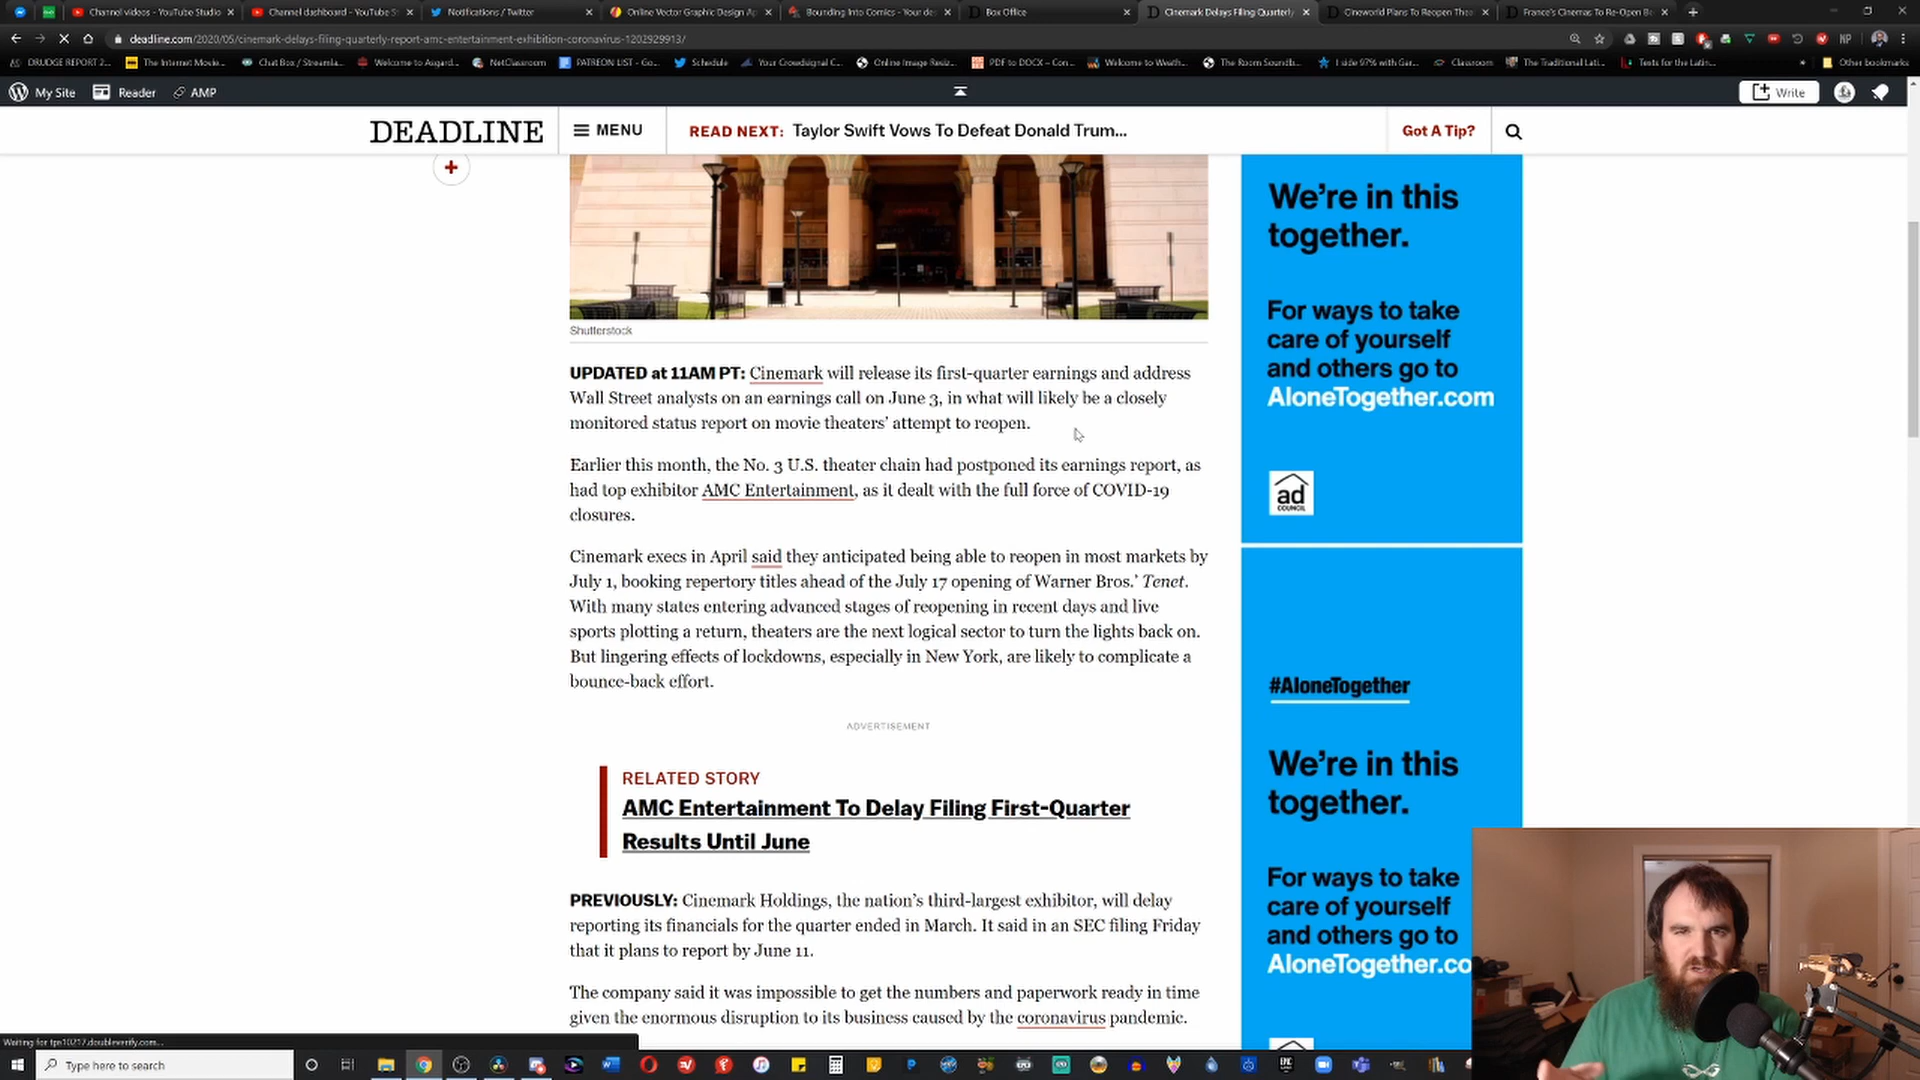 Channel videos - YouTube Studio
Channel dashboard - YouTube S
Notifications / Twitter
Online Vector Graphic Design Ap
Bounding Into Comics - Your de
Box Office
Cinemark Delays Filing Quarterly
Cineworld Plans To Reopen Thea
France's Cinemas To Re-Open B
deadline.com/2020/05/cinemark-delays-filing-quarterly-report-amc-entertainment-exhibition-coronavirus-1202929913/
DRUDGE REPORT 2...
The Internet Movie...
Chat Box / Streamla...
Welcome to Asgard...
NetClassroom
PATREON LIST - Go...
Schedule
Your Crowdsignal C...
Online Image Resiz...
PDF to DOCX – Con...
Welcome to Weath...
The Room Soundb...
I side 97% with Gar...
Classroom
The Traditional Lati...
Texts for the Latin...
Other bookmarks
My Site
Reader
AMP
Write
DEADLINE
MENU
READ NEXT: Taylor Swift Vows To Defeat Donald Trum...
Got A Tip?
Shutterstock
UPDATED at 11AM PT: Cinemark will release its first-quarter earnings and address
Wall Street analysts on an earnings call on June 3, in what will likely be a closely
monitored status report on movie theaters' attempt to reopen.
Earlier this month, the No. 3 U.S. theater chain had postponed its earnings report, as
had top exhibitor AMC Entertainment, as it dealt with the full force of COVID-19
closures.
Cinemark execs in April said they anticipated being able to reopen in most markets by
July 1, booking repertory titles ahead of the July 17 opening of Warner Bros.' Tenet.
With many states entering advanced stages of reopening in recent days and live
sports plotting a return, theaters are the next logical sector to turn the lights back on.
But lingering effects of lockdowns, especially in New York, are likely to complicate a
bounce-back effort.
ADVERTISEMENT
RELATED STORY
AMC Entertainment To Delay Filing First-Quarter
Results Until June
PREVIOUSLY: Cinemark Holdings, the nation's third-largest exhibitor, will delay
reporting its financials for the quarter ended in March. It said in an SEC filing Friday
that it plans to report by June 11.
The company said it was impossible to get the numbers and paperwork ready in time
given the enormous disruption to its business caused by the coronavirus pandemic.
We're in this
together.
For ways to take
care of yourself
and others go to
AloneTogether.com
ad
COUNCIL
#AloneTogether
We're in this
together.
For ways to take
care of yourself
and others go to
AloneTogether.co
Waiting for tps10217.doubleverify.com...
Type here to search